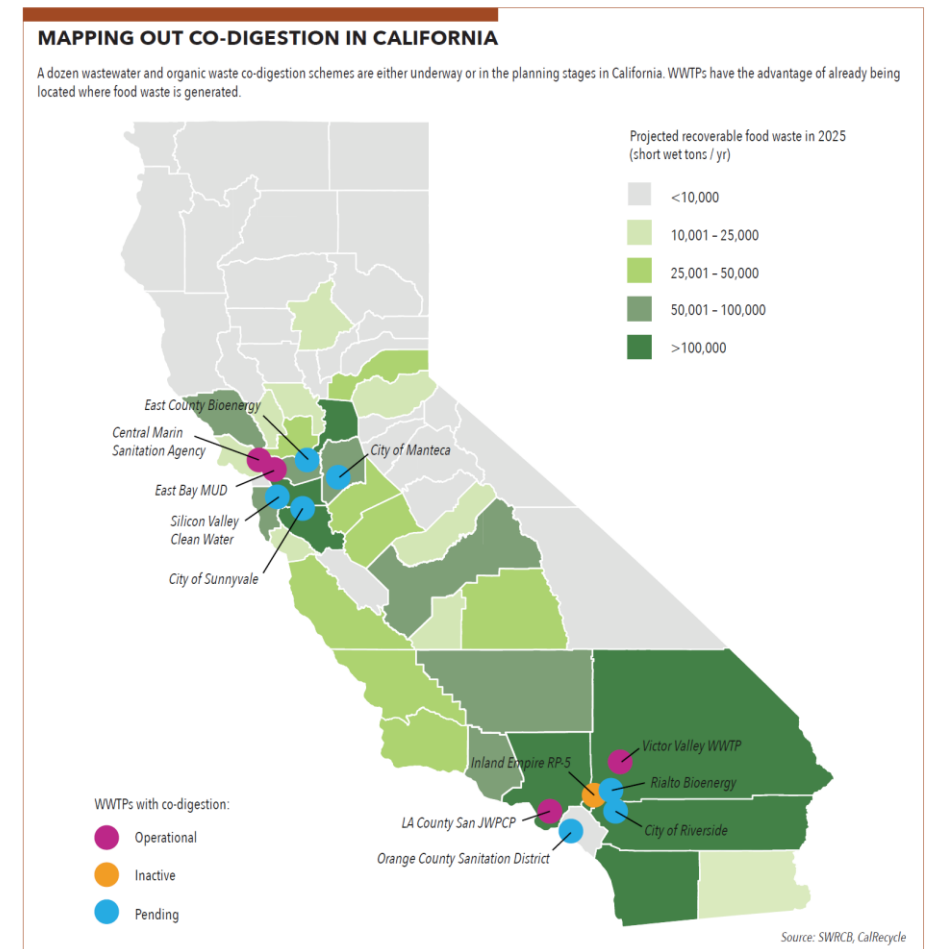 MAPPING OUT CO-DIGESTION IN CALIFORNIA
A dozen wastewater and organic waste co-digestion schemes are either underway or in the planning stages in California. WWTPs have the advantage of already being
located where food waste is generated.
Projected recoverable food waste in 2025
(short wet tons / yr)
<10,000
10,001 – 25,000
25,001 – 50,000
50,001 – 100,000
>100,000
East County Bioenergy
Central Marin
Sanitation Agency
City of Manteca
East Bay MUD
Silicon Valley
Clean Water
City of Sunnyvale
Victor Valley WWTP
Inland Empire RP-5
Rialto Bioenergy
LA County San JWPCP
City of Riverside
Orange County Sanitation District
WWTPs with co-digestion:
Operational
Inactive
Pending
Source: SWRCB, CalRecycle